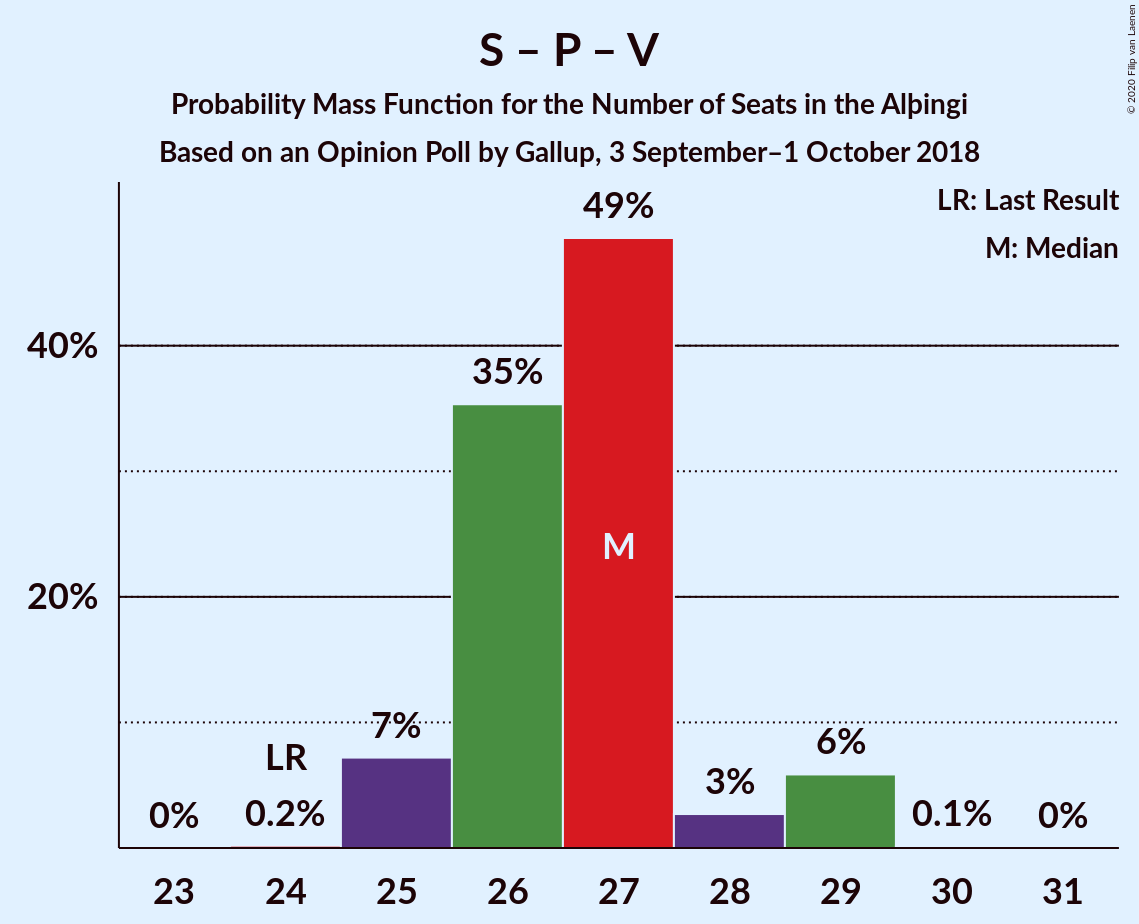 S – P – V
Probability Mass Function for the Number of Seats in the Alþingi
Based on an Opinion Poll by Gallup, 3 September–1 October 2018
© 2020 Filip van Laenen
LR: Last Result
M: Median
49%
40%
35%
M
20%
7%
LR
6%
3%
0%
0.2%
0.1%
0%
23 24 25 26 27 28 29 30 31